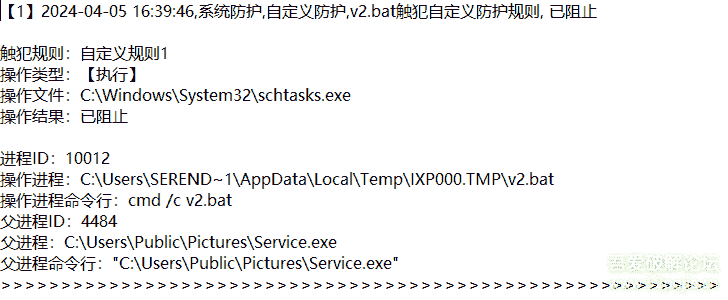 【1】2024-04-05 16:39:46,系统防护,自定义防护,v2.bat触犯自定义防护规则, 已阻止
触犯规则：自定义规则1
操作类型：【执行】
操作文件：C:\Windows\System32\schtasks.exe
操作结果：已阻止
进程ID：10012
操作进程：C:\Users\SEREND~1\AppData\Local\Temp\IXP000.TMP\v2.bat
操作进程命令行：cmd /c v2.bat
父进程ID：4484
父进程：C:\Users\Public\Pictures\Service.exe
父进程命令行："C:\Users\Public\Pictures\Service.exe"
吾爱破解论坛
>>>>>>>>>>>>>>>>>>>>>>>>>>>>>>>>>>>>>>>>>>>>>>>>>>>>>>>>>>>>